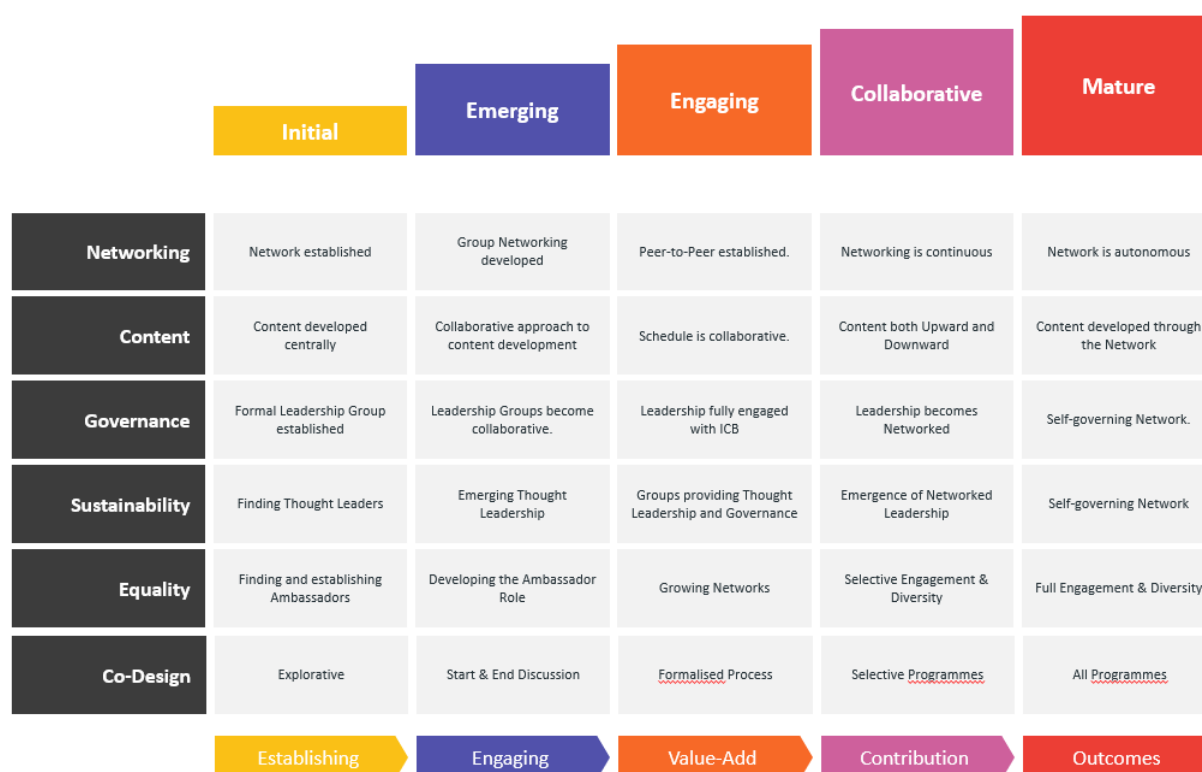 Initial
Emerging
Engaging
Collaborative
Mature
Networking
Network established
Group Networking
developed
Peer-to-Peer established.
Networking is continuous
Network is autonomous
Content
Content developed
centrally
Collaborative approach to
content development
Schedule is collaborative.
Content both Upward and
Downward
Content developed through
the Network
Governance
Formal Leadership Group
established
Leadership Groups become
collaborative.
Leadership fully engaged
with ICB
Leadership becomes
Networked
Self-governing Network.
Sustainability
Finding Thought Leaders
Emerging Thought
Leadership
Groups providing Thought
Leadership and Governance
Emergence of Networked
Leadership
Self-governing Network
Equality
Finding and establishing
Ambassadors
Developing the Ambassador
Role
Growing Networks
Selective Engagement &
Diversity
Full Engagement & Diversity
Co-Design
Explorative
Start & End Discussion
Formalised Process
Selective Programmes
All Programmes
Establishing
Engaging
Value-Add
Contribution
Outcomes